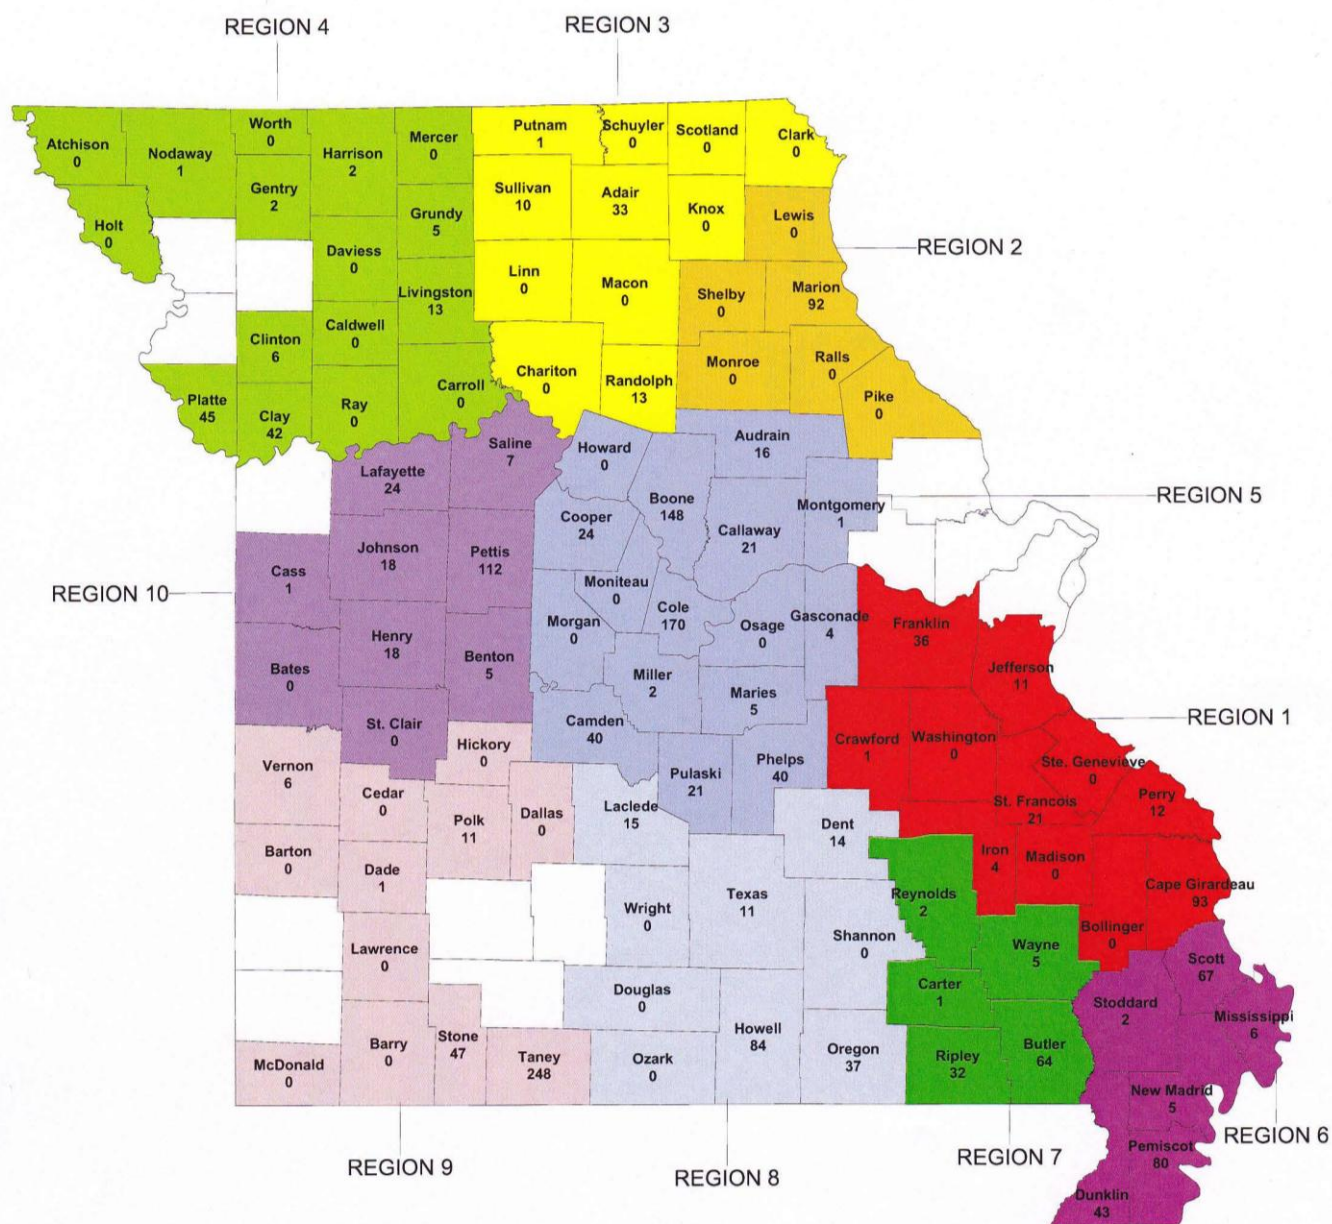 REGION 4
REGION 3
Atchison
0
Nodaway
1
Worth
0
Harrison
2
Mercer
0
Putnam
1
Schuyler
0
Scotland
0
Clark
0
Gentry
2
Sullivan
10
Adair
33
Knox
0
Lewis
0
Holt
0
Grundy
5
REGION 2
Daviess
0
Linn
0
Macon
0
Shelby
0
Marion
92
Livingston
13
Clinton
6
Caldwell
0
Chariton
0
Randolph
13
Monroe
0
Ralls
0
Pike
0
Platte
45
Clay
42
Ray
0
Carroll
0
Saline
7
Howard
0
Audrain
16
Lafayette
24
Boone
148
Montgomery
1
REGION 5
Cooper
24
Callaway
21
Johnson
18
Pettis
112
Cass
1
REGION 10
Moniteau
0
Morgan
0
Cole
170
Osage
0
Gasconade
4
Franklin
36
Henry
18
Benton
5
Bates
0
Miller
2
Maries
5
Jefferson
11
REGION 1
St. Clair
0
Camden
40
Crawford
1
Washington
0
Hickory
0
Vernon
6
Pulaski
21
Phelps
40
Ste. Genevieve
0
Cedar
0
Polk
11
Dallas
0
Laclede
15
Dent
14
St. Francois
21
Perry
12
Barton
0
Dade
1
Iron
4
Madison
0
Texas
11
Reynolds
2
Cape Girardeau
93
Wright
0
Shannon
0
Bollinger
0
Lawrence
0
Wayne
5
Scott
67
Douglas
0
Carter
1
Stoddard
2
Mississippi
6
McDonald
0
Barry
0
Stone
47
Taney
248
Ozark
0
Howell
84
Oregon
37
Ripley
32
Butler
64
New Madrid
5
REGION 6
Pemiscot
80
REGION 9
REGION 8
REGION 7
Dunklin
43